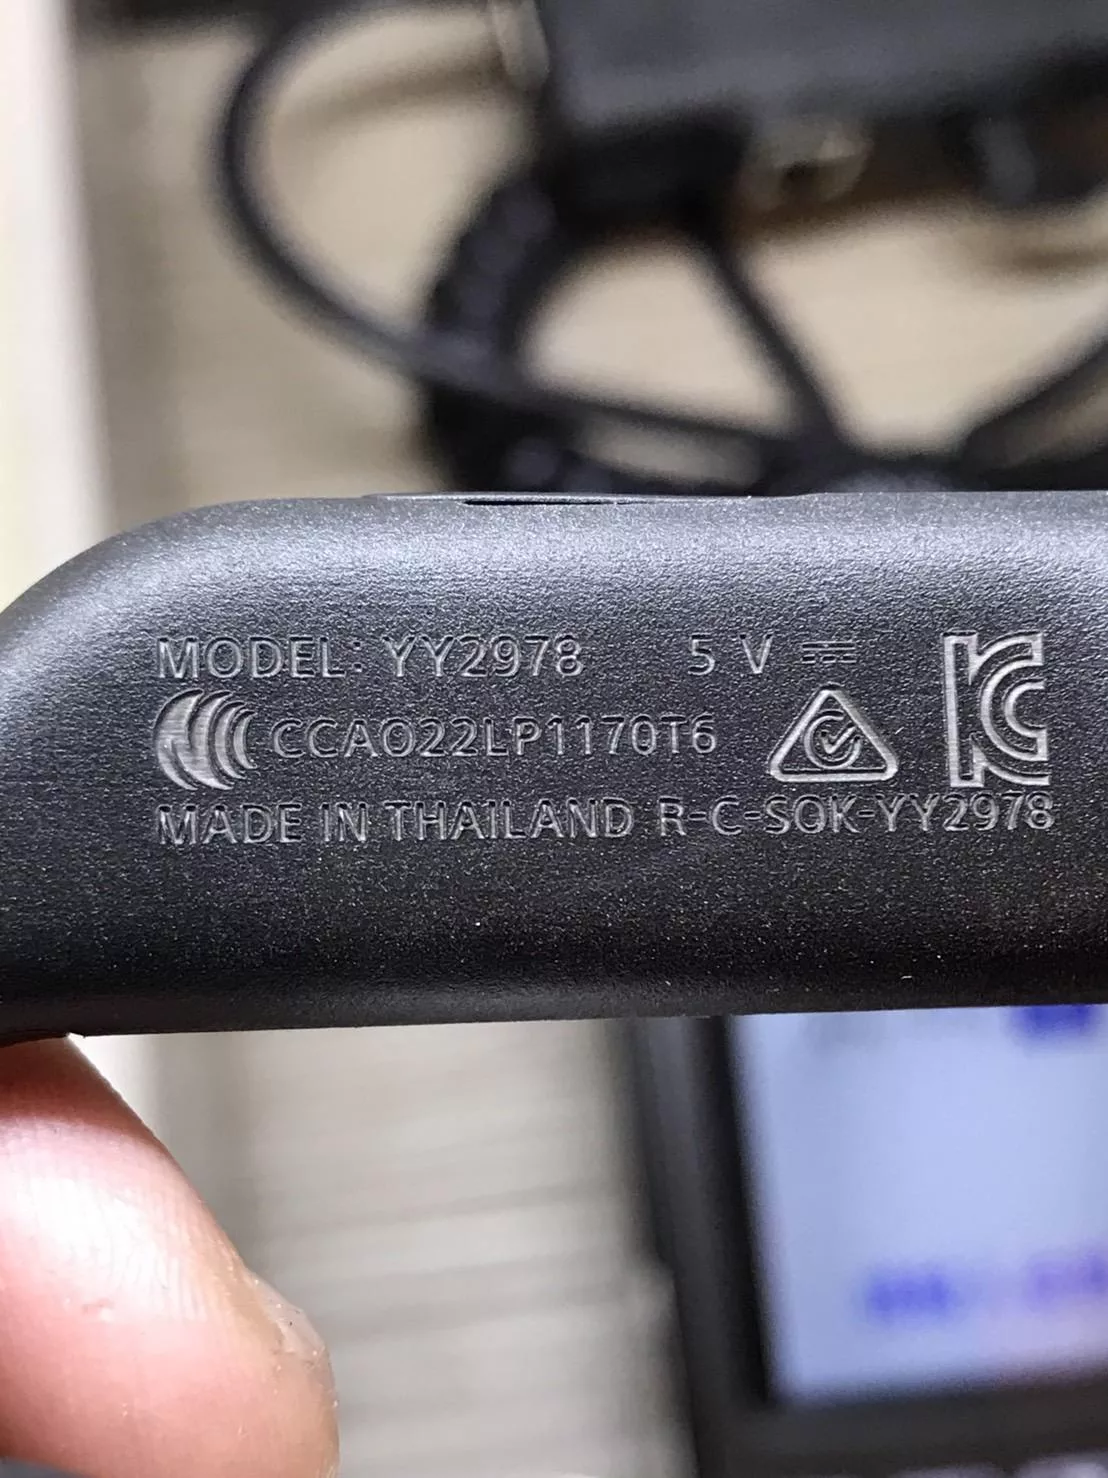 MODEL: YY2978 5 V ⎓
CCAO22LP1170T6
MADE IN THAILAND R-C-SOK-YY2978